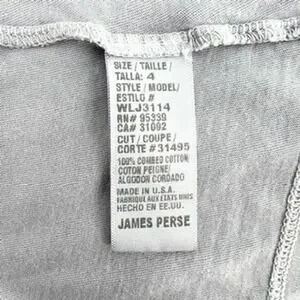 SIZE / TAILLE /
TALLA: 4
STYLE / MODEL/
ESTILO #
WLJ3114
RN# 95339
CA# 31092
CUT / COUPE /
CORTE #31495
100% COMBED COTTON/
COTON PEIGNE/
ALGODON CORDADO
MADE IN U.S.A.
FABRIQUE AUX ETATS UNIS
HECHO EN EE.UU.
JAMES PERSE